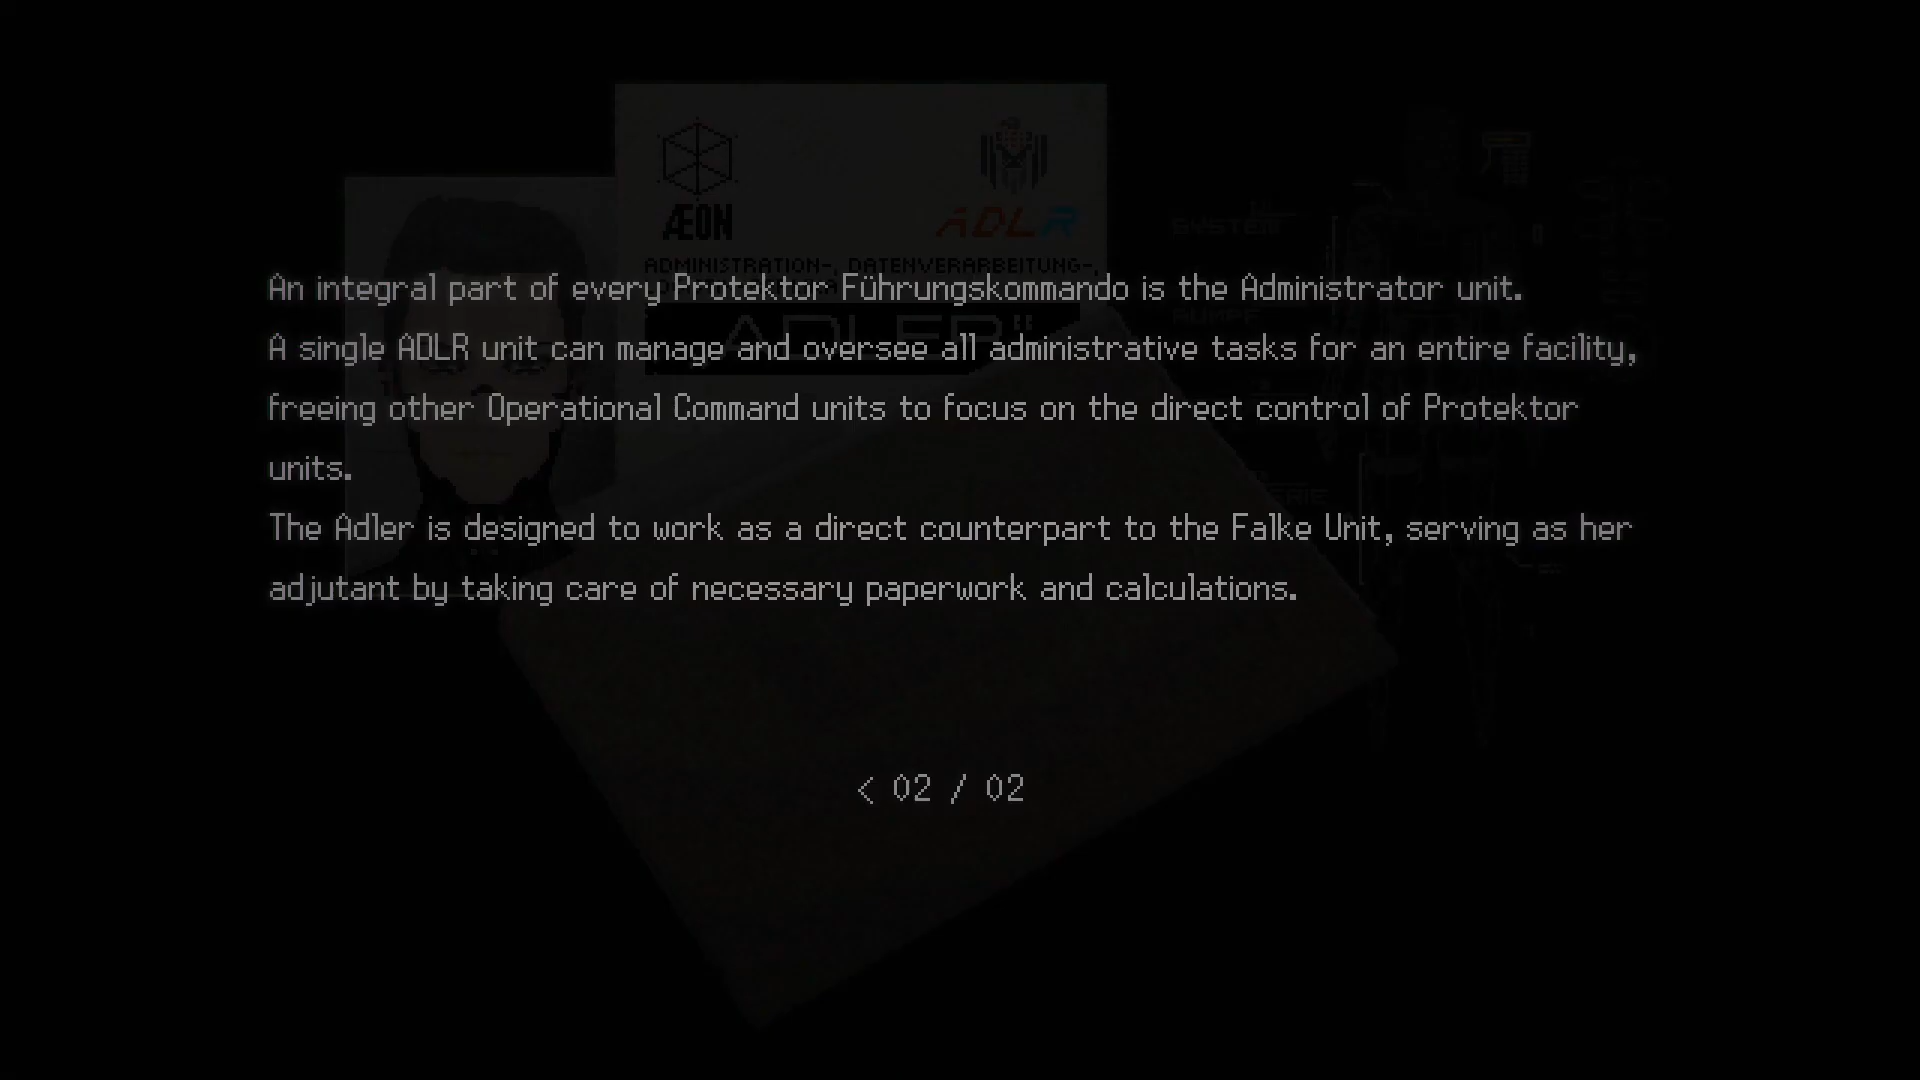 ÆON
ADLR
ADMINISTRATION-, DATENVERARBEITUNG-,
An integral part of every Protektor Führungskommando is the Administrator unit.
SYSTEM
RUMPF
ADLER"
A single ADLR unit can manage and oversee all administrative tasks for an entire facility,
freeing other Operational Command units to focus on the direct control of Protektor
units.
The Adler is designed to work as a direct counterpart to the Falke Unit, serving as her
adjutant by taking care of necessary paperwork and calculations.
< 02 / 02